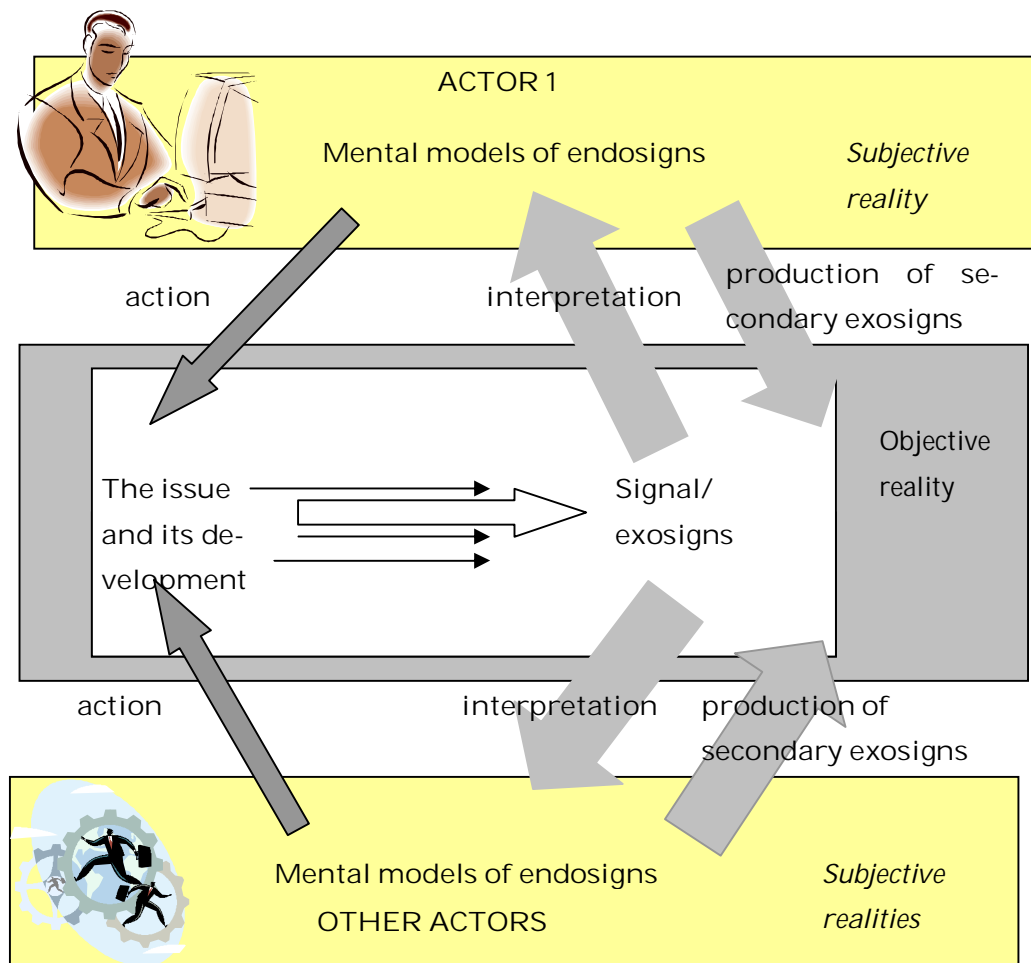 ACTOR 1
Mental models of endosigns
Subjective
reality
action
interpretation
production of se-
condary exosigns
The issue
and its de-
velopment
Signal/
exosigns
Objective
reality
action
interpretation
production of
secondary exosigns
Mental models of endosigns
OTHER ACTORS
Subjective
realities